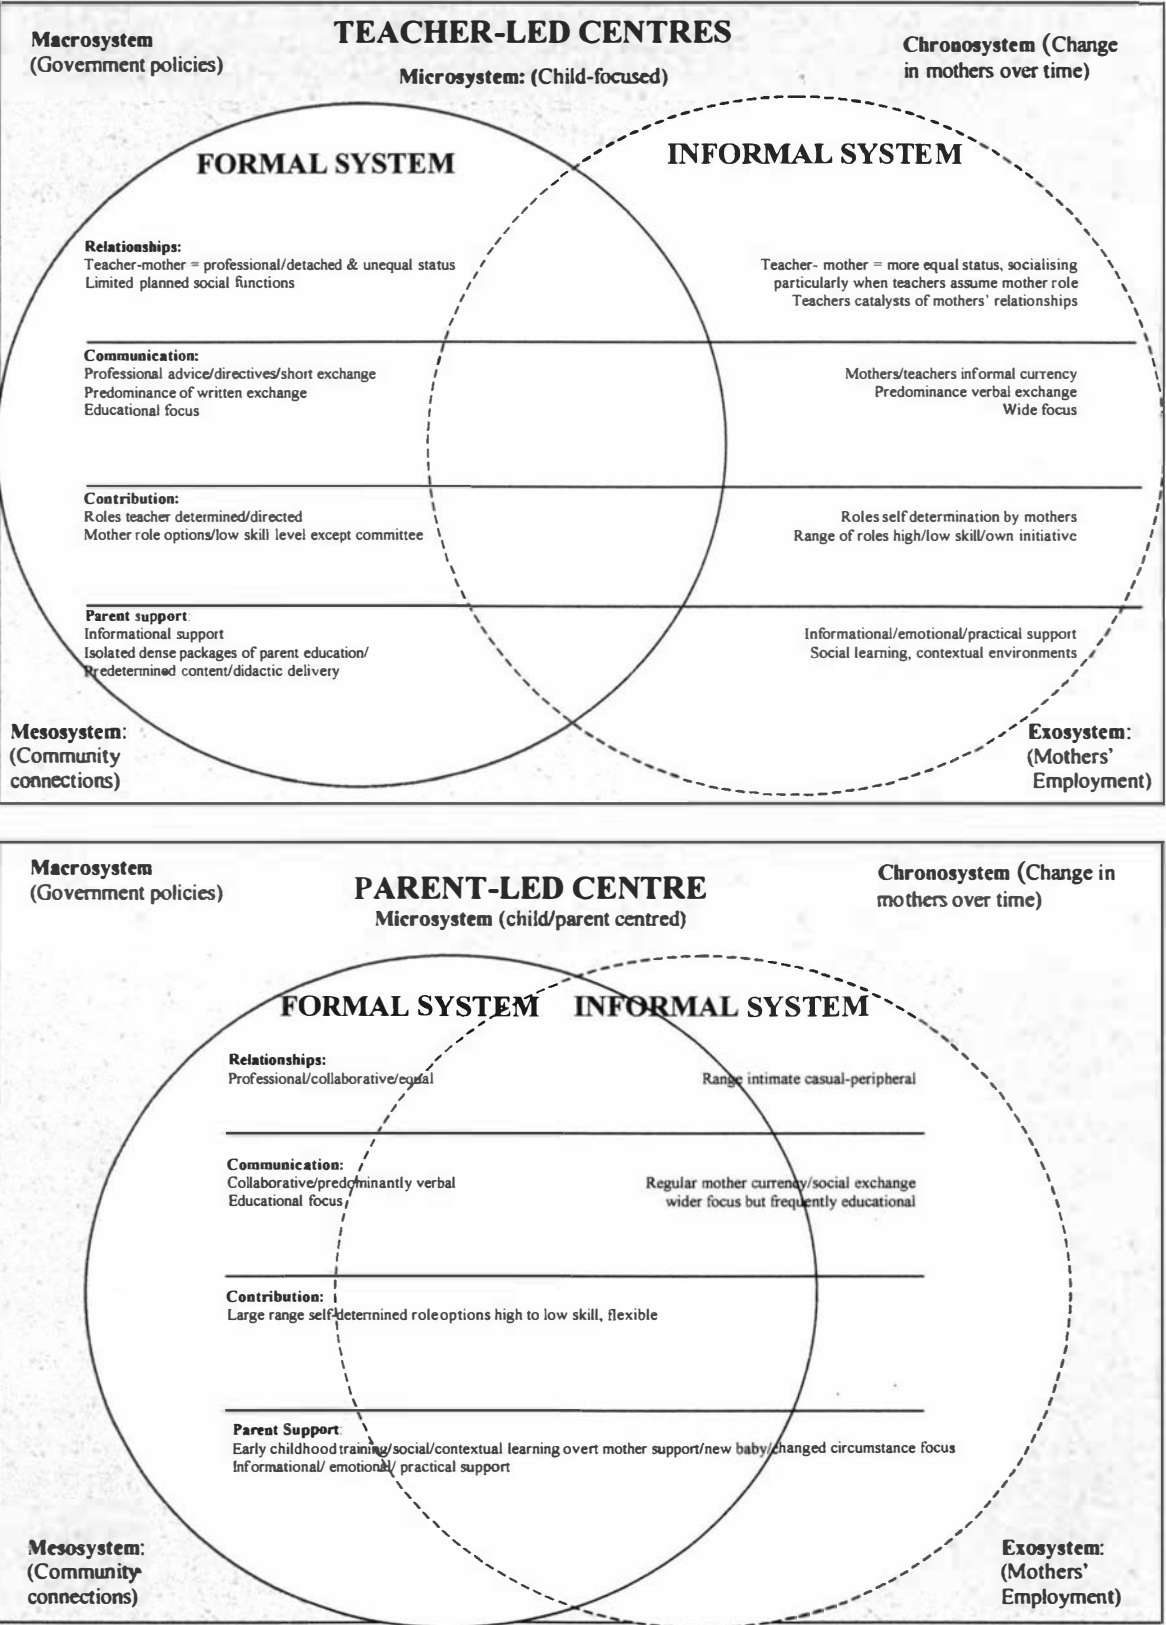 TEACHER-LED CENTRES
Macrosystem
(Government policies)
Microsystem: (Child-focused)
Chronosystem (Change
in mothers over time)
FORMAL SYSTEM
INFORMAL SYSTEM
Relationships:
Teacher-mother = professional/detached & unequal status
Limited planned social functions
Teacher- mother = more equal status, socialising
particularly when teachers assume mother role
Teachers catalysts of mothers' relationships
Communication:
Professional advice/directives/short exchange
Predominance of written exchange
Educational focus
Mothers/teachers informal currency
Predominance verbal exchange
Wide focus
Contribution:
Roles teacher determined/directed
Mother role options/low skill level except committee
Roles self determination by mothers
Range of roles high/low skill/own initiative
Parent support:
Informational support
Isolated dense packages of parent education/
Predetermined content/didactic delivery
Informational/emotional/practical support
Social learning, contextual environments
Mesosystem:
(Community
connections)
Exosystem:
(Mothers'
Employment)
Macrosystem
(Government policies)
PARENT-LED CENTRE
Microsystem (child/parent centred)
Chronosystem (Change in
mothers over time)
FORMAL SYSTEM
INFORMAL SYSTEM
Relationships:
Professional/collaborative/equal
Range intimate casual-peripheral
Communication:
Collaborative/predominantly verbal
Educational focus
Regular mother currency/social exchange
wider focus but frequently educational
Contribution:
Large range self-determined role options high to low skill, flexible
Parent Support:
Early childhood training/social/contextual learning overt mother support/new baby/changed circumstance focus
Informational/ emotional/ practical support
Mesosystem:
(Community
connections)
Exosystem:
(Mothers'
Employment)